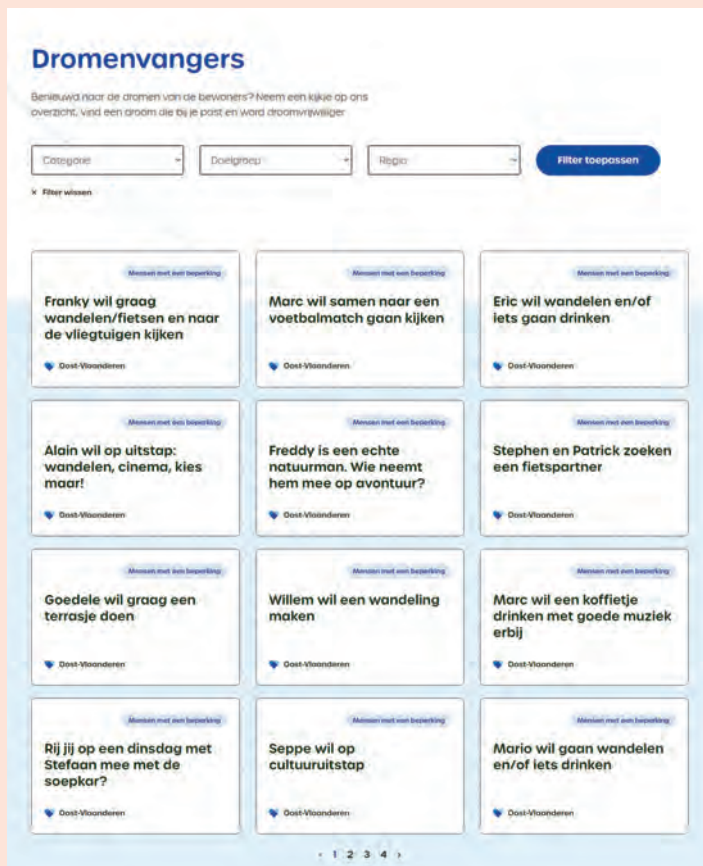 Dromenvangers
Benieuwd naar de dromen van de bewoners? Neem een kijkje op ons
overzicht, vind een droom die bij je past en word droomvrijwilliger
Categorie
Doelgroep
Regio
Filter toepassen
× Filter wissen
Mensen met een beperking
Franky wil graag
wandelen/fietsen en naar
de vliegtuigen kijken
Oost-Vlaanderen
Mensen met een beperking
Marc wil samen naar een
voetbalmatch gaan kijken
Oost-Vlaanderen
Mensen met een beperking
Eric wil wandelen en/of
iets gaan drinken
Oost-Vlaanderen
Mensen met een beperking
Alain wil op uitstap:
wandelen, cinema, kies
maar!
Oost-Vlaanderen
Mensen met een beperking
Freddy is een echte
natuurman. Wie neemt
hem mee op avontuur?
Oost-Vlaanderen
Mensen met een beperking
Stephen en Patrick zoeken
een fietspartner
Oost-Vlaanderen
Mensen met een beperking
Goedele wil graag een
terrasje doen
Oost-Vlaanderen
Mensen met een beperking
Willem wil een wandeling
maken
Oost-Vlaanderen
Mensen met een beperking
Marc wil een koffietje
drinken met goede muziek
erbij
Oost-Vlaanderen
Mensen met een beperking
Rij jij op een dinsdag met
Stefaan mee met de
soepkar?
Oost-Vlaanderen
Mensen met een beperking
Seppe wil op
cultuuruitstap
Oost-Vlaanderen
Mensen met een beperking
Mario wil gaan wandelen
en/of iets drinken
Oost-Vlaanderen
‹ 1 2 3 4 ›